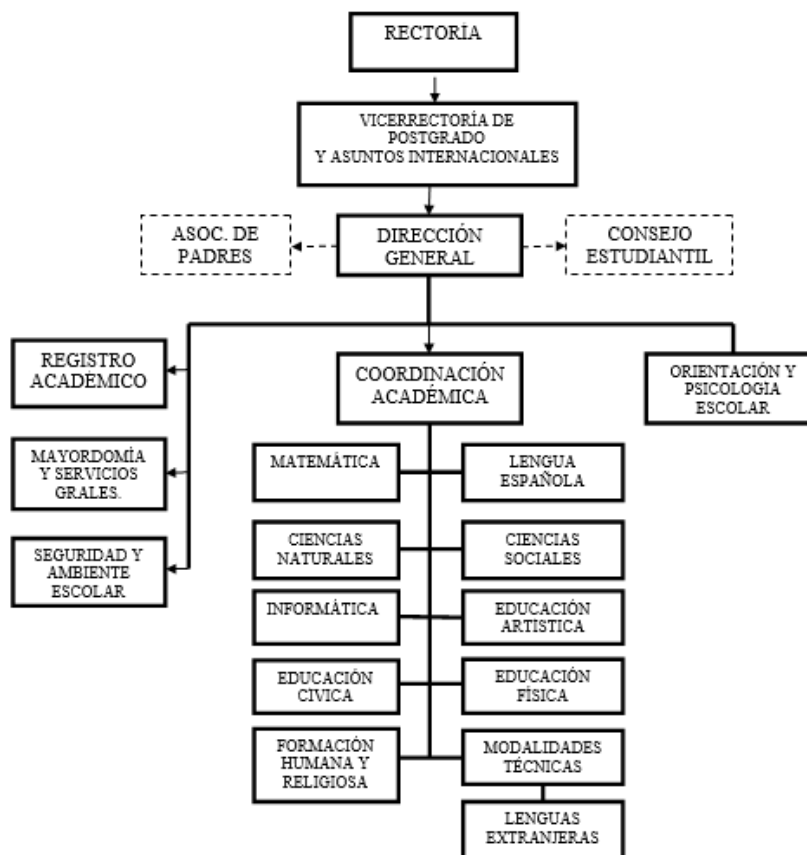 RECTORÍA
VICERRECTORÍA DE
POSTGRADO
Y ASUNTOS INTERNACIONALES
ASOC. DE
PADRES
DIRECCIÓN
GENERAL
CONSEJO
ESTUDIANTIL
REGISTRO
ACADÉMICO
COORDINACIÓN
ACADÉMICA
ORIENTACIÓN Y
PSICOLOGIA
ESCOLAR
MAYORDOMÍA
Y SERVICIOS
GRALES.
MATEMÁTICA
LENGUA
ESPAÑOLA
SEGURIDAD Y
AMBIENTE
ESCOLAR
CIENCIAS
NATURALES
CIENCIAS
SOCIALES
INFORMÁTICA
EDUCACIÓN
ARTISTICA
EDUCACIÓN
CIVICA
EDUCACIÓN
FÍSICA
FORMACIÓN
HUMANA Y
RELIGIOSA
MODALIDADES
TÉCNICAS
LENGUAS
EXTRANJERAS